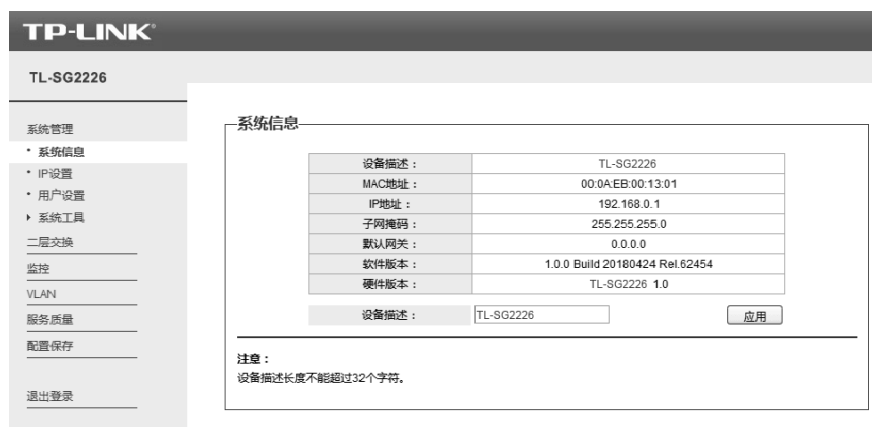 TP-LINK®
TL-SG2226
系统管理
• 系统信息
• IP设置
• 用户设置
▸ 系统工具
二层交换
监控
VLAN
服务质量
配置保存
退出登录
系统信息
设备描述： TL-SG2226
MAC地址： 00:0A:EB:00:13:01
IP地址： 192.168.0.1
子网掩码： 255.255.255.0
默认网关： 0.0.0.0
软件版本： 1.0.0 Build 20180424 Rel.62454
硬件版本： TL-SG2226 1.0
设备描述： TL-SG2226 应用
注意：
设备描述长度不能超过32个字符。